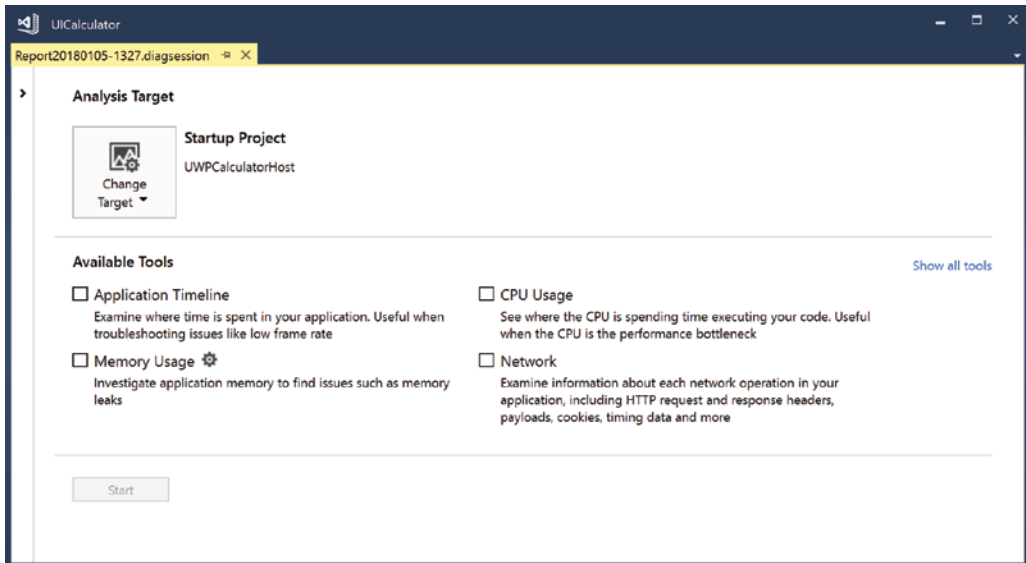 UICalculator
Report20180105-1327.diagsession
Analysis Target
Change
Target
Startup Project
UWPCalculatorHost
Available Tools
Show all tools
Application Timeline
Examine where time is spent in your application. Useful when
troubleshooting issues like low frame rate
CPU Usage
See where the CPU is spending time executing your code. Useful
when the CPU is the performance bottleneck
Memory Usage
Investigate application memory to find issues such as memory
leaks
Network
Examine information about each network operation in your
application, including HTTP request and response headers,
payloads, cookies, timing data and more
Start